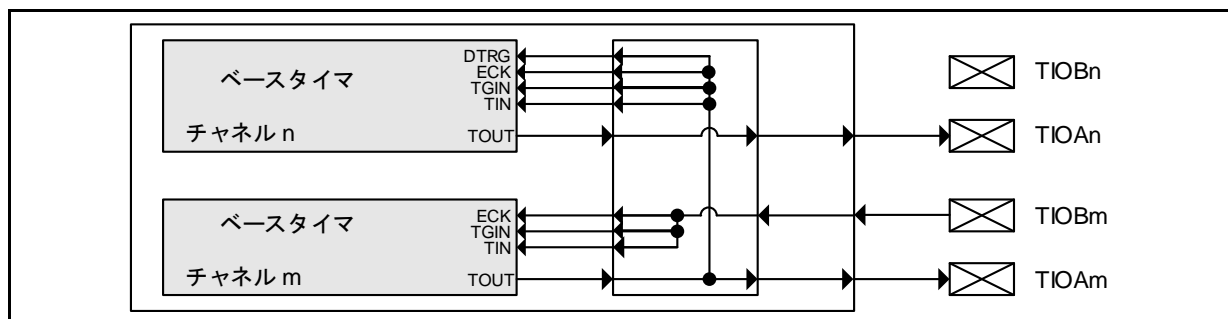 ベースタイマ
チャネル n
DTRG
ECK
TGIN
TIN
TOUT
TIOBn
TIOAn
ベースタイマ
チャネル m
ECK
TGIN
TIN
TOUT
TIOBm
TIOAm